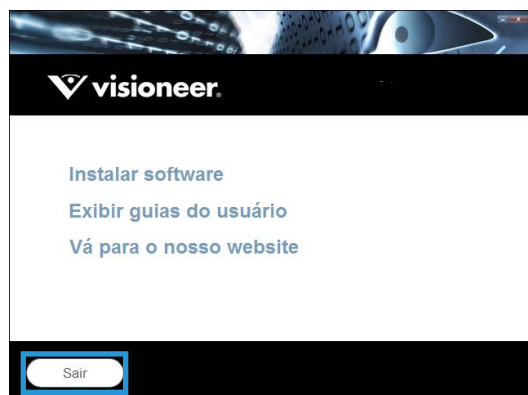 visioneer.
Instalar software
Exibir guias do usuário
Vá para o nosso website
Sair